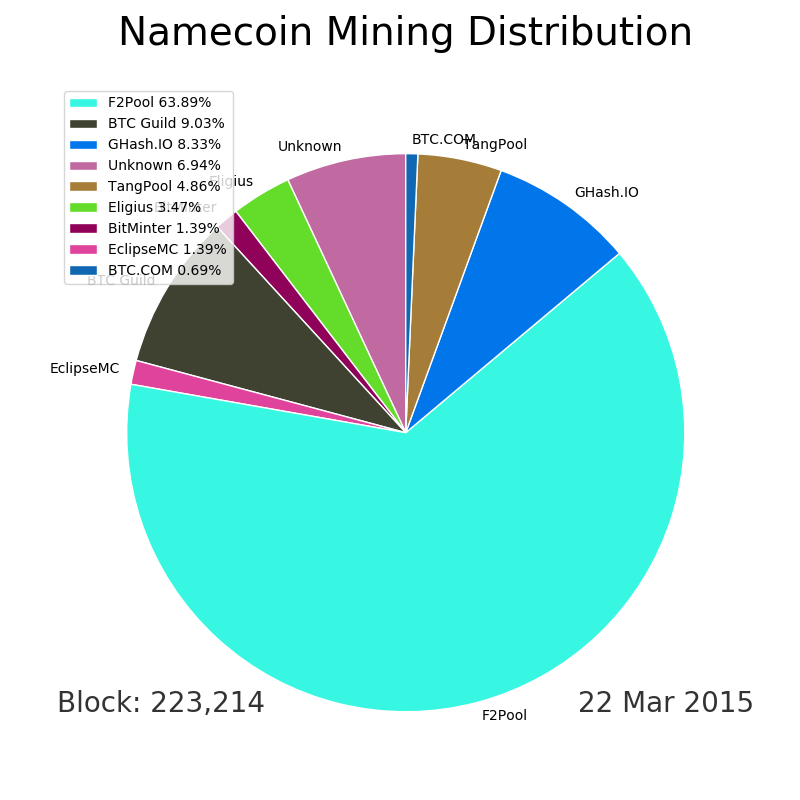 Namecoin Mining Distribution
F2Pool 63.89%
BTC Guild 9.03%
GHash.IO 8.33%
Unknown 6.94%
TangPool 4.86%
Eligius 3.47%
BitMinter 1.39%
EclipseMC 1.39%
BTC.COM 0.69%
BTC.COM
TangPool
Unknown
Eligius
BitMinter
GHash.IO
BTC Guild
EclipseMC
F2Pool
Block: 223,214
22 Mar 2015